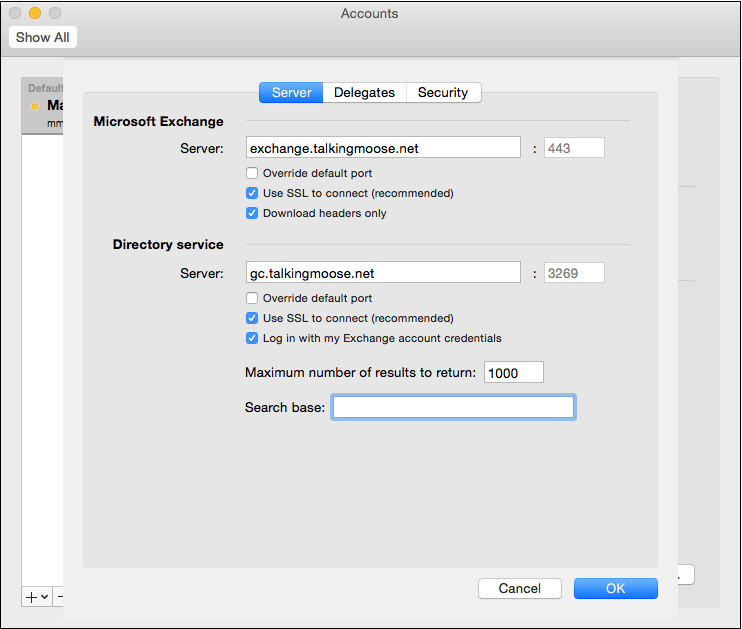 Accounts
Show All
Server Delegates Security
Microsoft Exchange
Server: exchange.talkingmoose.net : 443
Override default port
Use SSL to connect (recommended)
Download headers only
Directory service
Server: gc.talkingmoose.net : 3269
Override default port
Use SSL to connect (recommended)
Log in with my Exchange account credentials
Maximum number of results to return: 1000
Search base:
Cancel OK